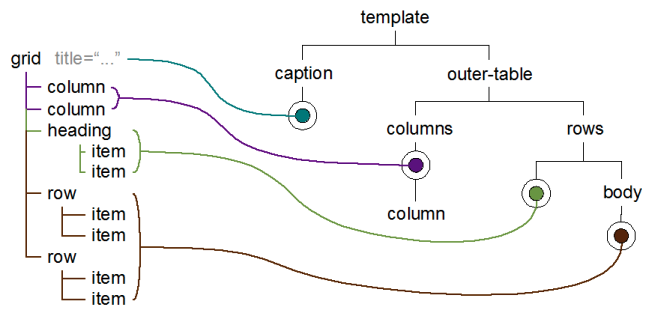 template
grid title="..."
caption
outer-table
column
column
heading
item
item
columns
rows
row
item
item
body
column
row
item
item